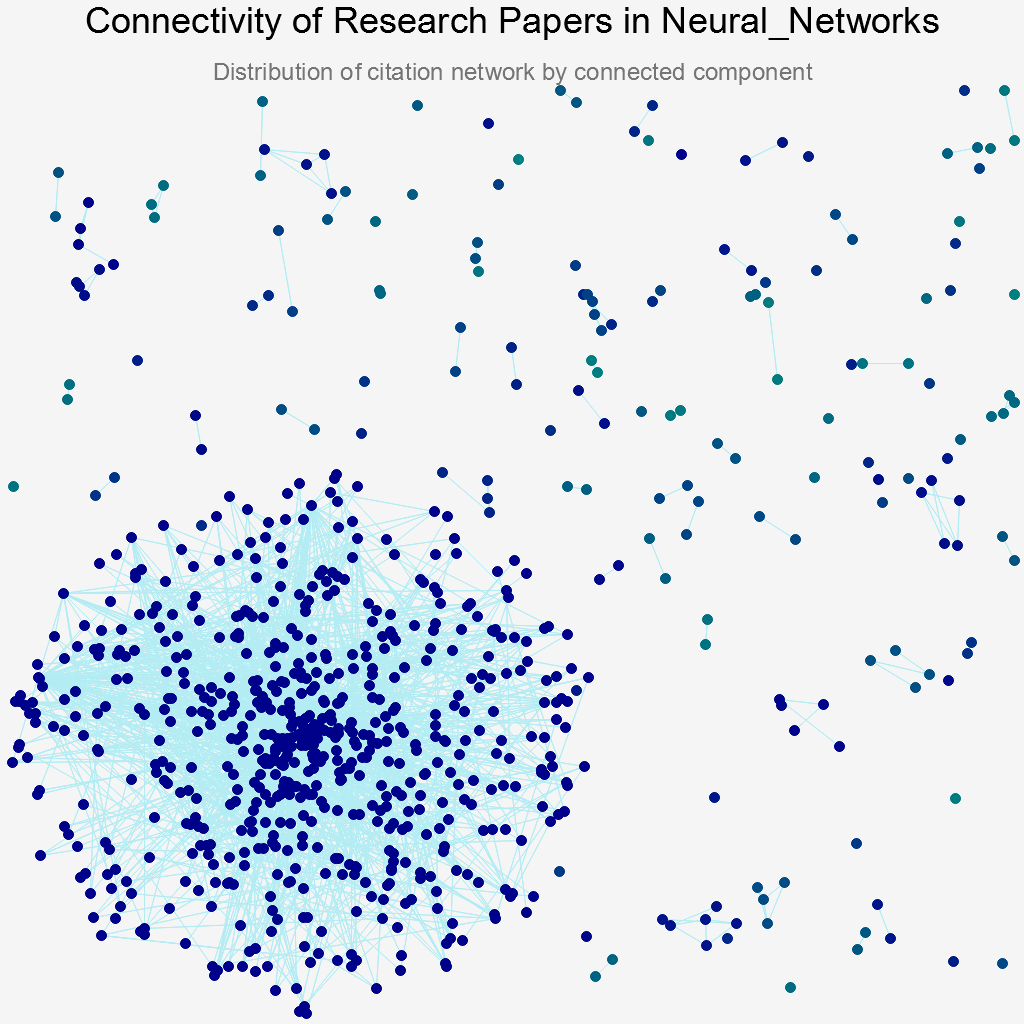 Connectivity of Research Papers in Neural_Networks
Distribution of citation network by connected component